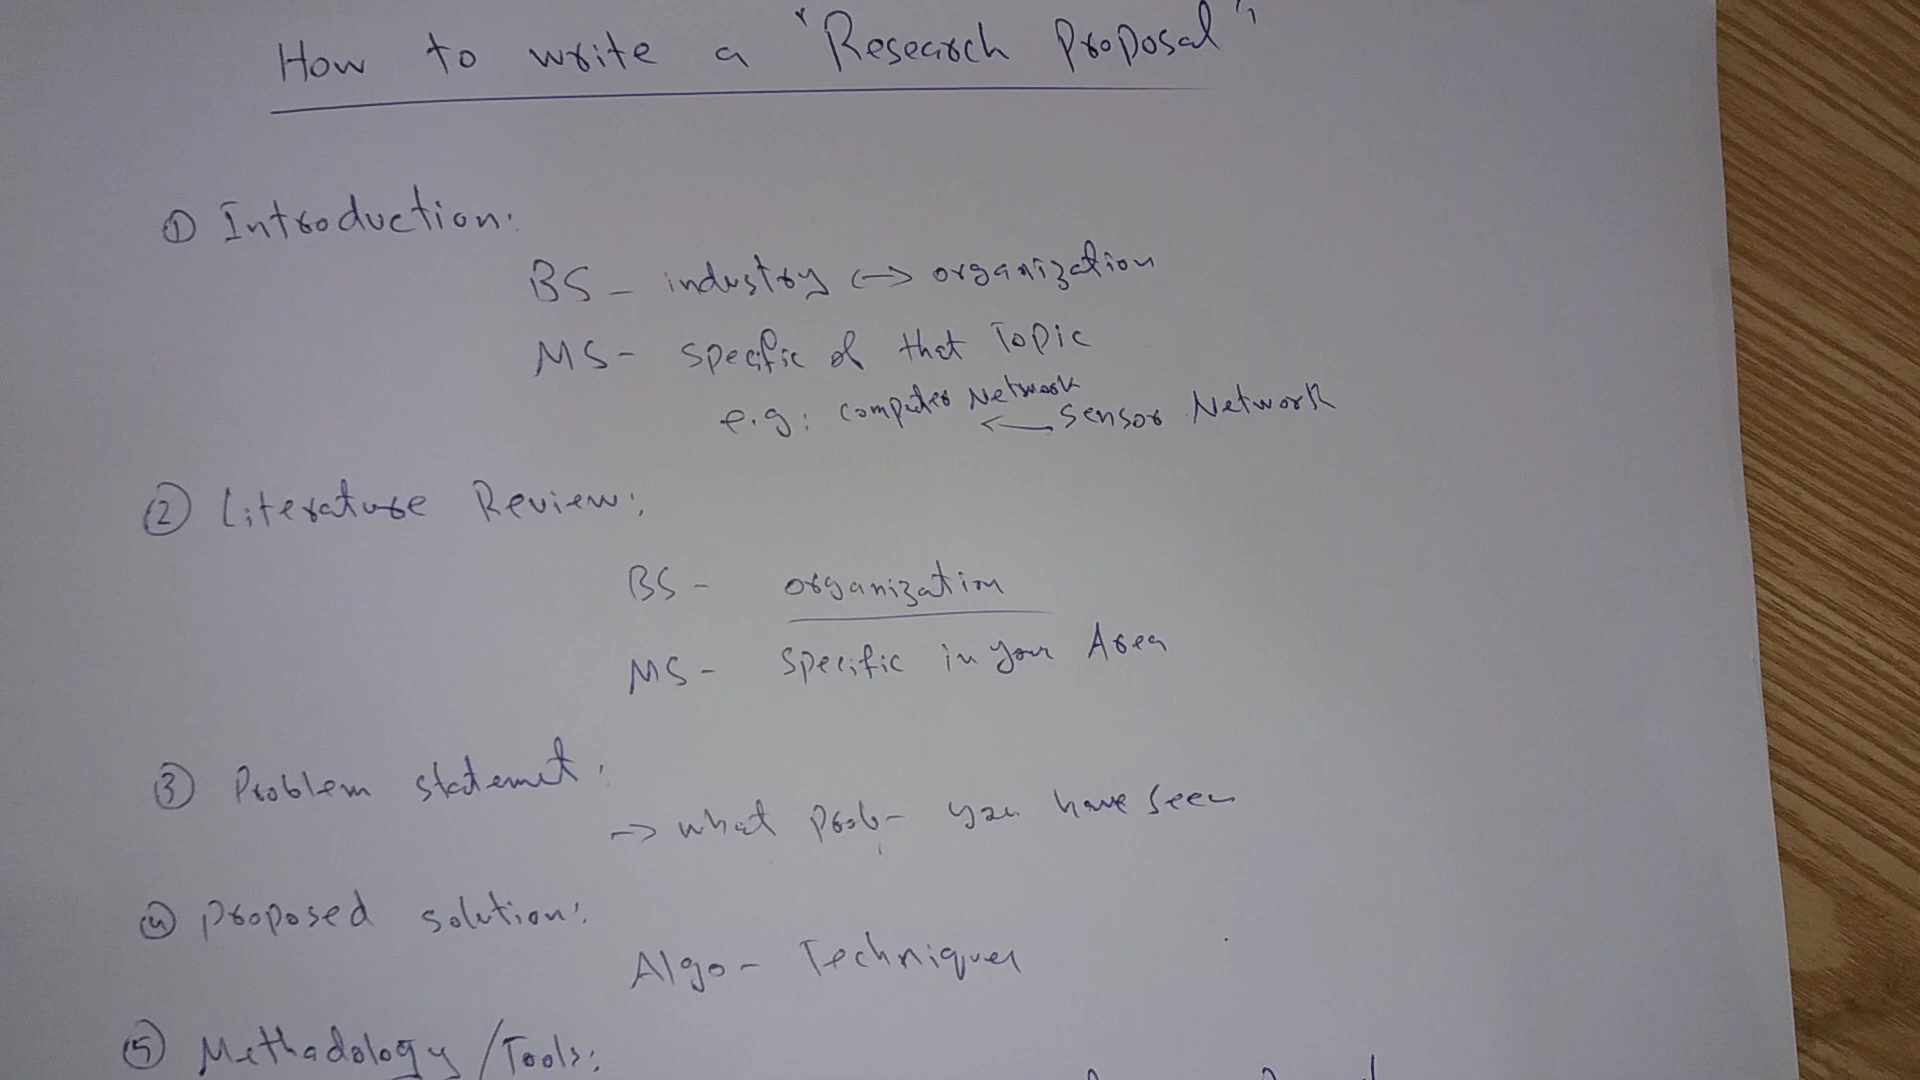 How to write a "Research Proposal"
① Introduction:
BS - industry <-> organization
MS - specific of that Topic
e.g: Computer Network <- Sensor Network
② Literature Review:
BS - organization
MS - Specific in your Area
③ Problem statemet:
-> what Prob- you have seen
④ Proposed solution:
Algo - Techniques
⑤ Methadology/Tools: